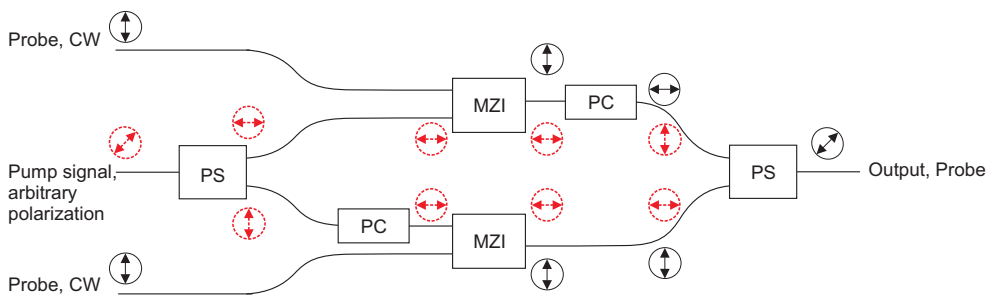 Probe, CW
MZI
PC
Pump signal,
arbitrary
polarization
PS
PS
Output, Probe
PC
MZI
Probe, CW